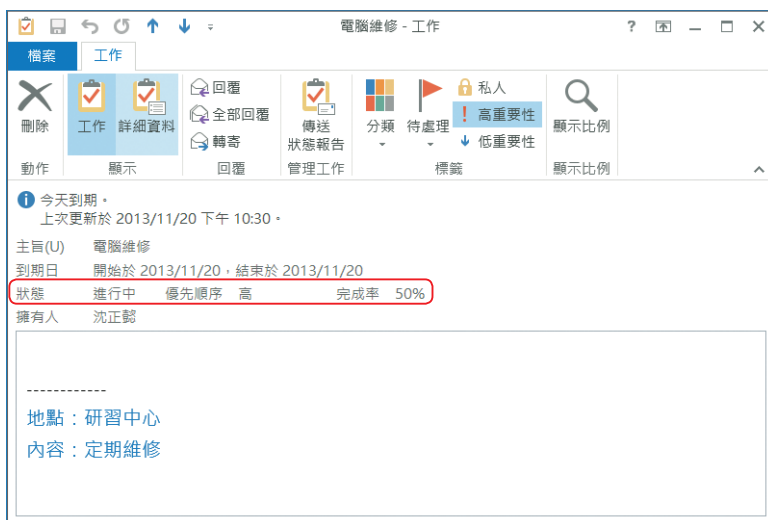 電腦維修 - 工作
檔案 工作
刪除 工作 詳細資料 回覆 全部回覆 轉寄 傳送 狀態報告 分類 待處理 私人 高重要性 低重要性 顯示比例
動作 顯示 回覆 管理工作 標籤 顯示比例
今天到期。
上次更新於 2013/11/20 下午 10:30。
主旨(U) 電腦維修
到期日 開始於 2013/11/20，結束於 2013/11/20
狀態 進行中 優先順序 高 完成率 50%
擁有人 沈正懿
------------
地點：研習中心
內容：定期維修